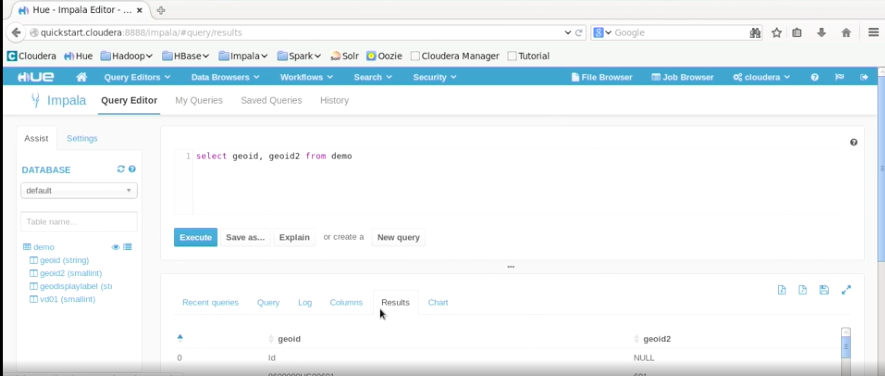 Hue - Impala Editor - ... ×
quickstart.cloudera:8888/impala/#query/results
Google
Cloudera Hue Hadoop HBase Impala Spark Solr Oozie Cloudera Manager Tutorial
HUE Query Editors Data Browsers Workflows Search Security File Browser Job Browser cloudera
Impala Query Editor My Queries Saved Queries History
Assist Settings
DATABASE
default
Table name...
demo
geoid (string)
geoid2 (smallint)
geodisplaylabel (stı
vd01 (smallint)
1 select geoid, geoid2 from demo
Execute Save as... Explain or create a New query
Recent queries Query Log Columns Results Chart
geoid geoid2
0 Id NULL